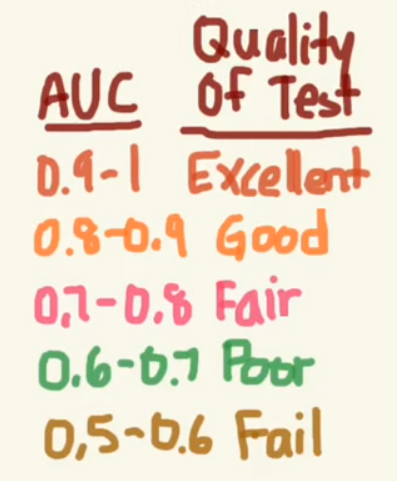 Quality
AUC Of Test
0.9-1 Excellent
0.8-0.9 Good
0,7-0.8 Fair
0.6-0.7 Poor
0,5-0.6 Fail